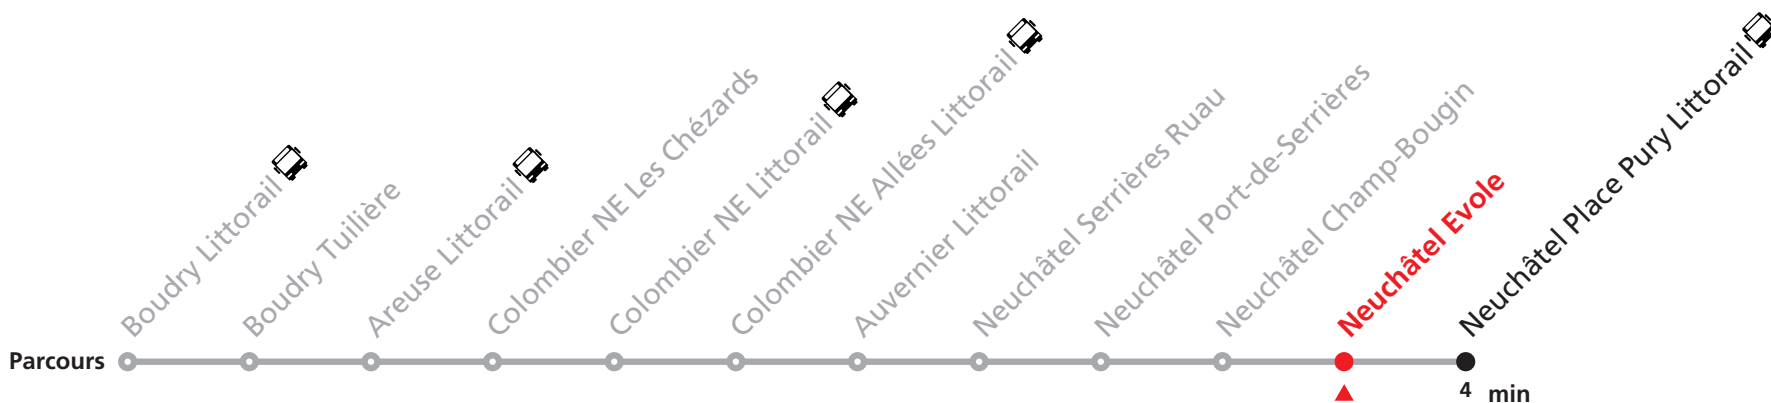 Boudry Littorail
Boudry Tuilière
Areuse Littorail
Colombier NE Les Chézards
Colombier NE Littorail
Colombier NE Allées Littorail
Auvernier Littorail
Neuchâtel Serrières Ruau
Neuchâtel Port-de-Serrières
Neuchâtel Champ-Bougin
Neuchâtel Evole
Neuchâtel Place Pury Littorail
Parcours
4 min